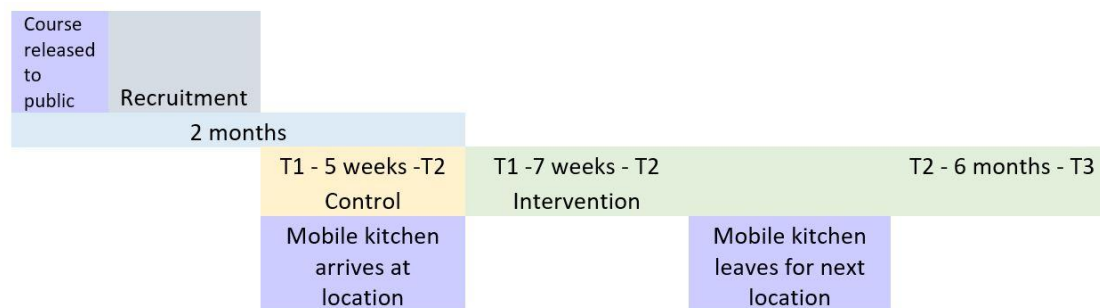 Course
released
to
public
Recruitment
2 months
T1 - 5 weeks -T2
Control
T1 -7 weeks - T2
Intervention
T2 - 6 months - T3
Mobile kitchen
arrives at
location
Mobile kitchen
leaves for next
location